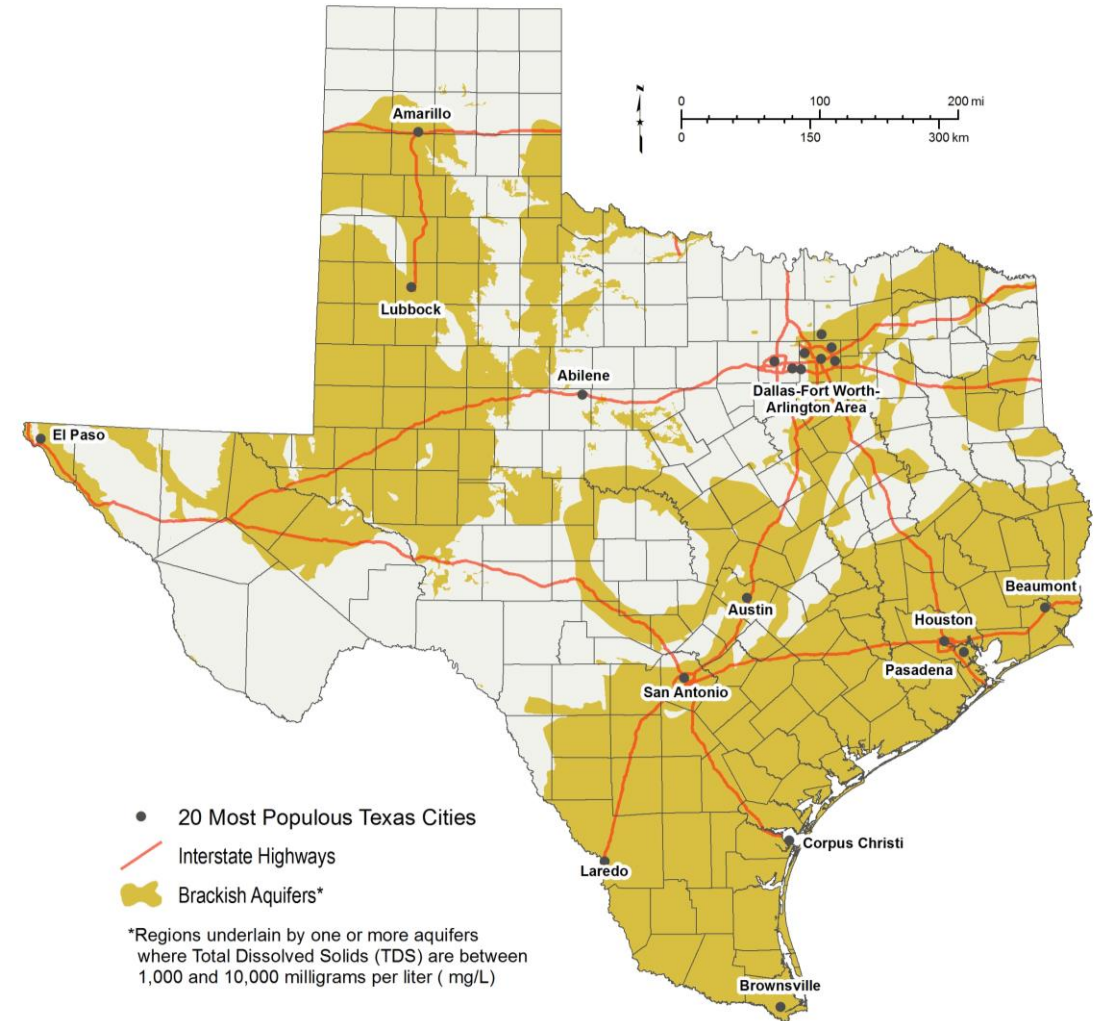 N
0 100 200 mi
0 150 300 km
Amarillo
Lubbock
Abilene
Dallas-Fort Worth-
Arlington Area
El Paso
Austin
Beaumont
Houston
Pasadena
San Antonio
Corpus Christi
Laredo
Brownsville
20 Most Populous Texas Cities
Interstate Highways
Brackish Aquifers*
*Regions underlain by one or more aquifers
where Total Dissolved Solids (TDS) are between
1,000 and 10,000 milligrams per liter ( mg/L)